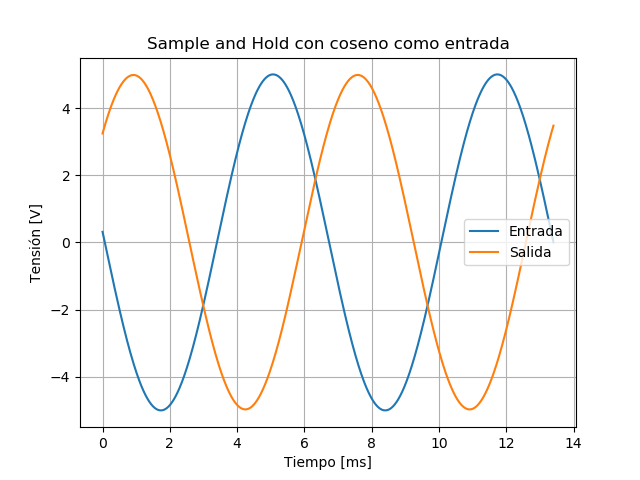 Sample and Hold con coseno como entrada
Tensión [V]
4
2
0
−2
−4
Entrada
Salida
0 2 4 6 8 10 12 14
Tiempo [ms]